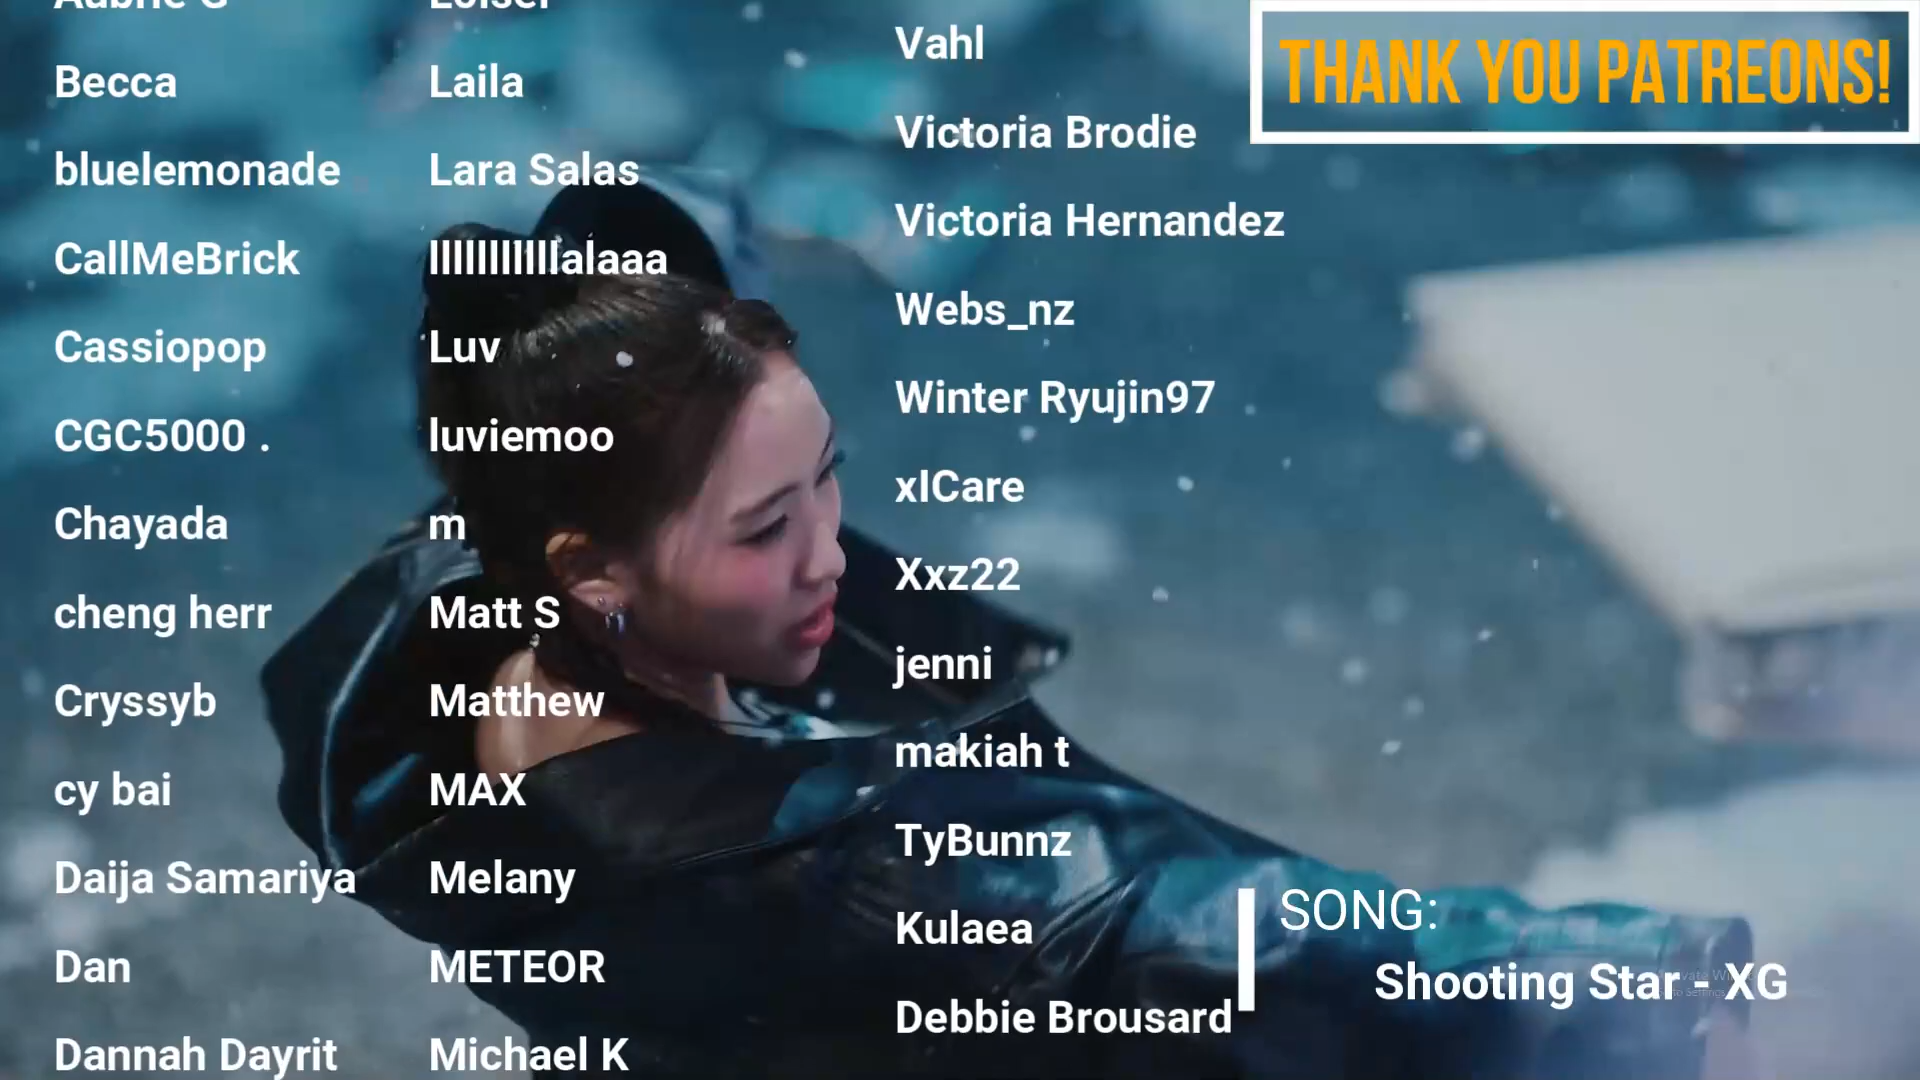 Becca
bluelemonade
CallMeBrick
Cassiopop
CGC5000 .
Chayada
cheng herr
Cryssyb
cy bai
Daija Samariya
Dan
Dannah Dayrit
Laila
Lara Salas
lllllllllllalaaa
Luv
luviemoo
m
Matt S
Matthew
MAX
Melany
METEOR
Michael K
Vahl
Victoria Brodie
Victoria Hernandez
Webs_nz
Winter Ryujin97
xICare
Xxz22
jenni
makiah t
TyBunnz
Kulaea
Debbie Brousard
THANK YOU PATREONS!
SONG:
Shooting Star - XG